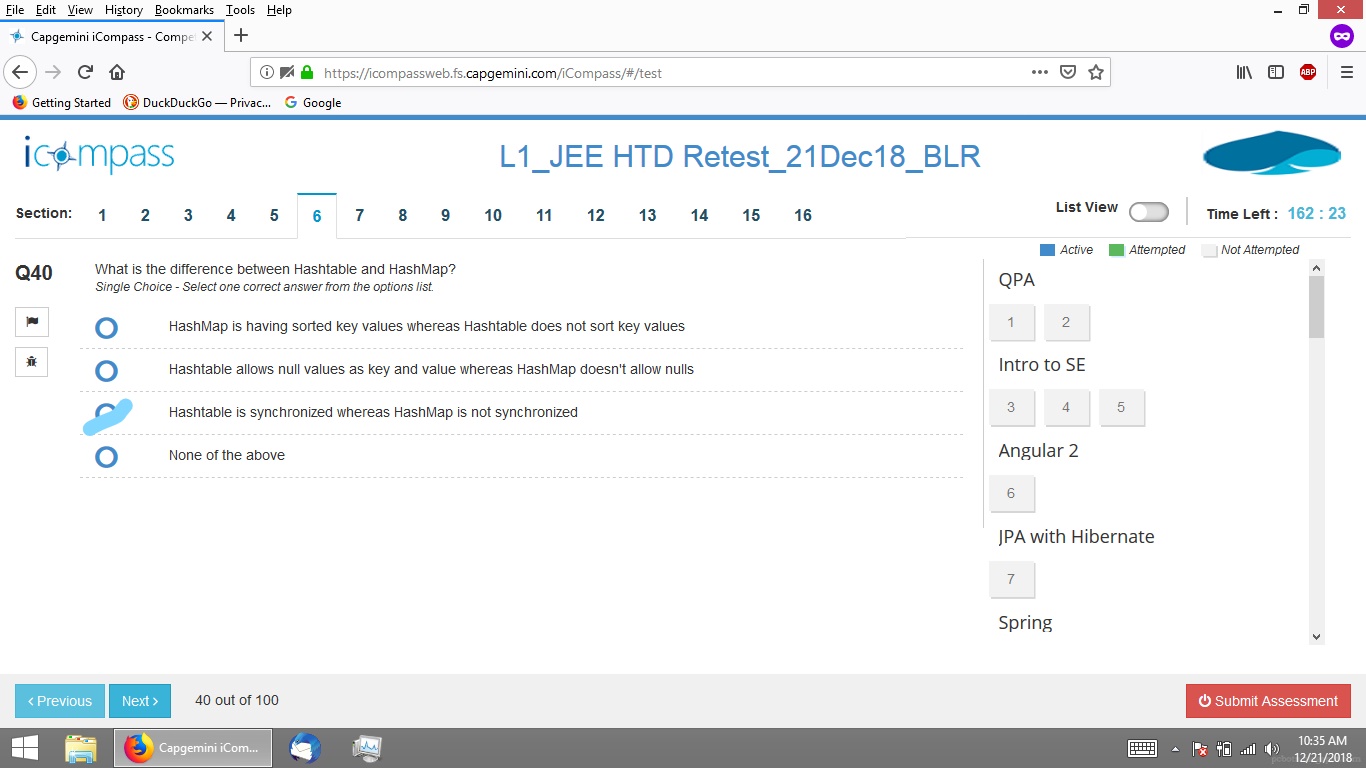 File Edit View History Bookmarks Tools Help
Capgemini iCompass - Compe
https://icompassweb.fs.capgemini.com/iCompass/#/test
ABP
Getting Started DuckDuckGo — Privac... Google
icompass
L1_JEE HTD Retest_21Dec18_BLR
Section: 1 2 3 4 5 6 7 8 9 10 11 12 13 14 15 16
List View
Time Left : 162 : 23
Active Attempted Not Attempted
Q40
What is the difference between Hashtable and HashMap?
Single Choice - Select one correct answer from the options list.
HashMap is having sorted key values whereas Hashtable does not sort key values
Hashtable allows null values as key and value whereas HashMap doesn't allow nulls
Hashtable is synchronized whereas HashMap is not synchronized
None of the above
QPA
1 2
Intro to SE
3 4 5
Angular 2
6
JPA with Hibernate
7
Spring
Previous Next 40 out of 100
Submit Assessment
Capgemini iCom...
10:35 AM
12/21/2018